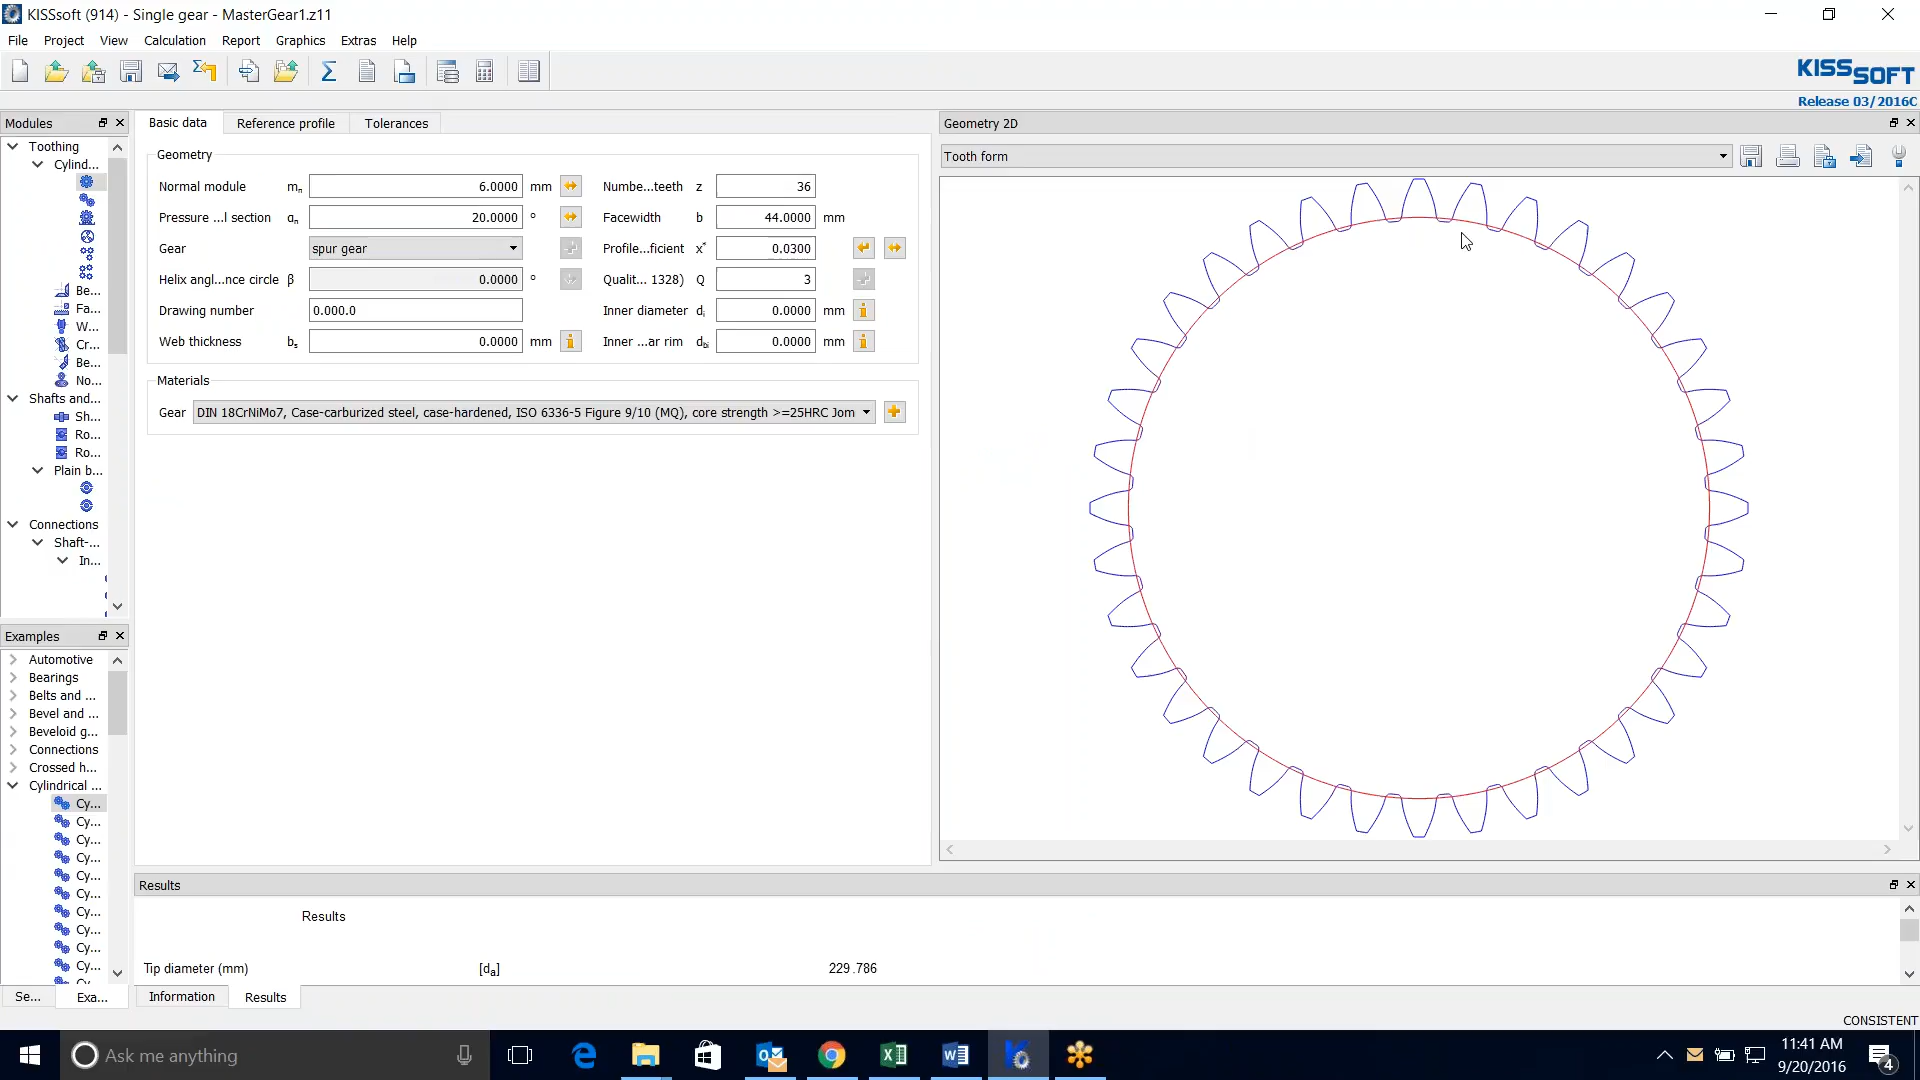 KISSsoft (914) - Single gear - MasterGear1.z11
File Project View Calculation Report Graphics Extras Help
KISSSOFT
Release 03/2016C
Modules
Toothing
Cylind...
Be...
Fa...
W...
Cr...
Be...
No...
Shafts and...
Sh...
Ro...
Ro...
Plain b...
Connections
Shaft-...
In...
Examples
Automotive
Bearings
Belts and ...
Bevel and ...
Beveloid g...
Connections
Crossed h...
Cylindrical ...
Cy...
Cy...
Cy...
Cy...
Cy...
Cy...
Cy...
Cy...
Cy...
Cy...
Se... Exa...
Basic data Reference profile Tolerances
Geometry
Normal module mn 6.0000 mm Numbe...teeth z 36
Pressure ...l section αn 20.0000 ° Facewidth b 44.0000 mm
Gear spur gear Profile...ficient x* 0.0300
Helix angl...nce circle β 0.0000 ° Qualit... 1328) Q 3
Drawing number 0.000.0 Inner diameter di 0.0000 mm
Web thickness bs 0.0000 mm Inner ...ar rim dbi 0.0000 mm
Materials
Gear DIN 18CrNiMo7, Case-carburized steel, case-hardened, ISO 6336-5 Figure 9/10 (MQ), core strength >=25HRC Jom
Geometry 2D
Tooth form
Results
Results
Tip diameter (mm) [da] 229.786
Information Results
CONSISTENT
Ask me anything
11:41 AM
9/20/2016
4